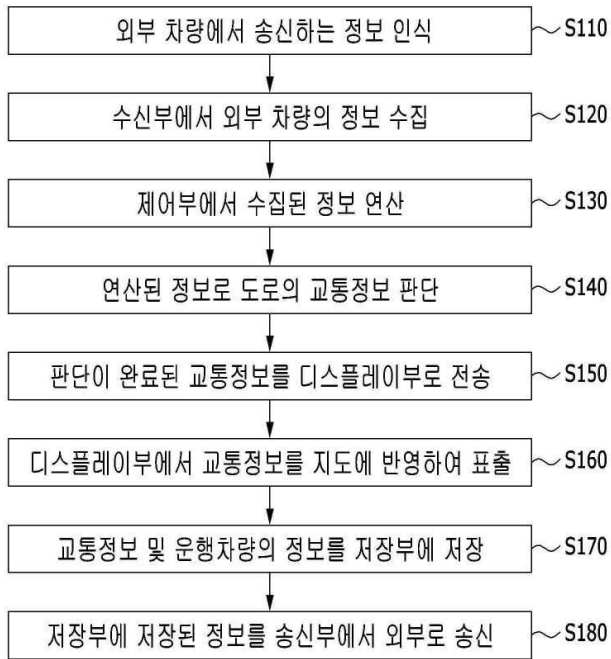 외부 차량에서 송신하는 정보 인식 S110
수신부에서 외부 차량의 정보 수집 S120
제어부에서 수집된 정보 연산 S130
연산된 정보로 도로의 교통정보 판단 S140
판단이 완료된 교통정보를 디스플레이부로 전송 S150
디스플레이부에서 교통정보를 지도에 반영하여 표출 S160
교통정보 및 운행차량의 정보를 저장부에 저장 S170
저장부에 저장된 정보를 송신부에서 외부로 송신 S180